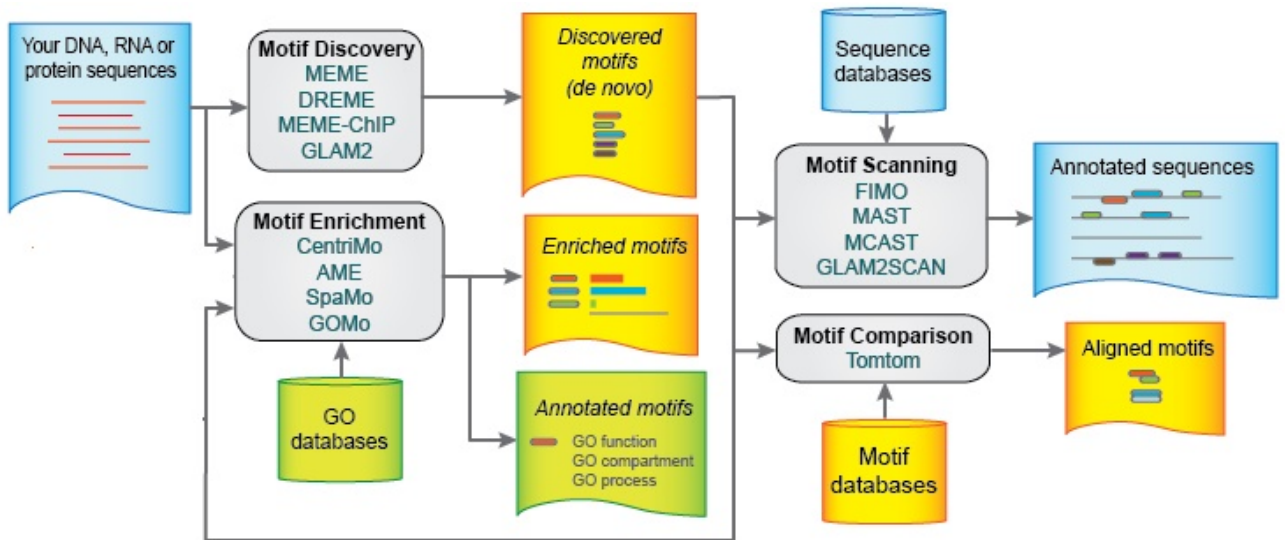 Your DNA, RNA or
protein sequences
Motif Discovery
MEME
DREME
MEME-ChIP
GLAM2
Discovered
motifs
(de novo)
Sequence
databases
Motif Scanning
FIMO
MAST
MCAST
GLAM2SCAN
Annotated sequences
Motif Enrichment
CentriMo
AME
SpaMo
GOMo
Enriched motifs
GO
databases
Annotated motifs
GO function
GO compartment
GO process
Motif Comparison
Tomtom
Aligned motifs
Motif
databases